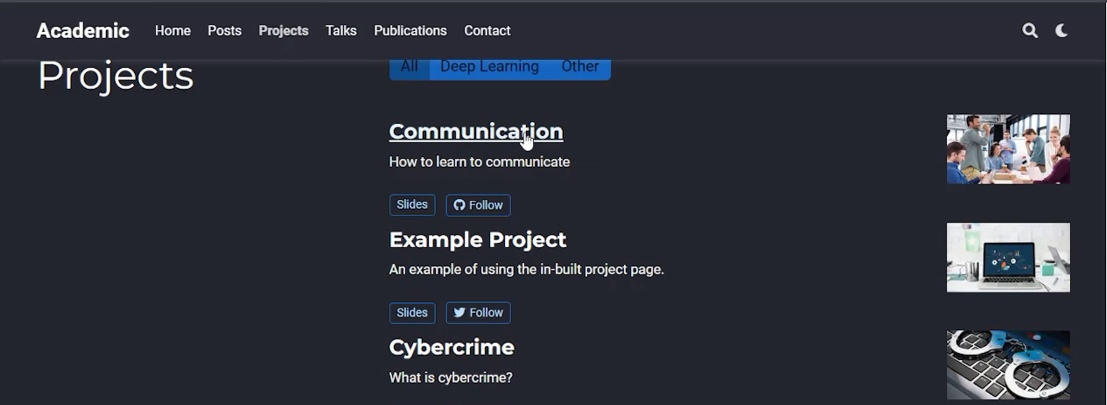 Academic Home Posts Projects Talks Publications Contact
Projects
All Deep Learning Other
Communication
How to learn to communicate
Slides Follow
Example Project
An example of using the in-built project page.
Slides Follow
Cybercrime
What is cybercrime?